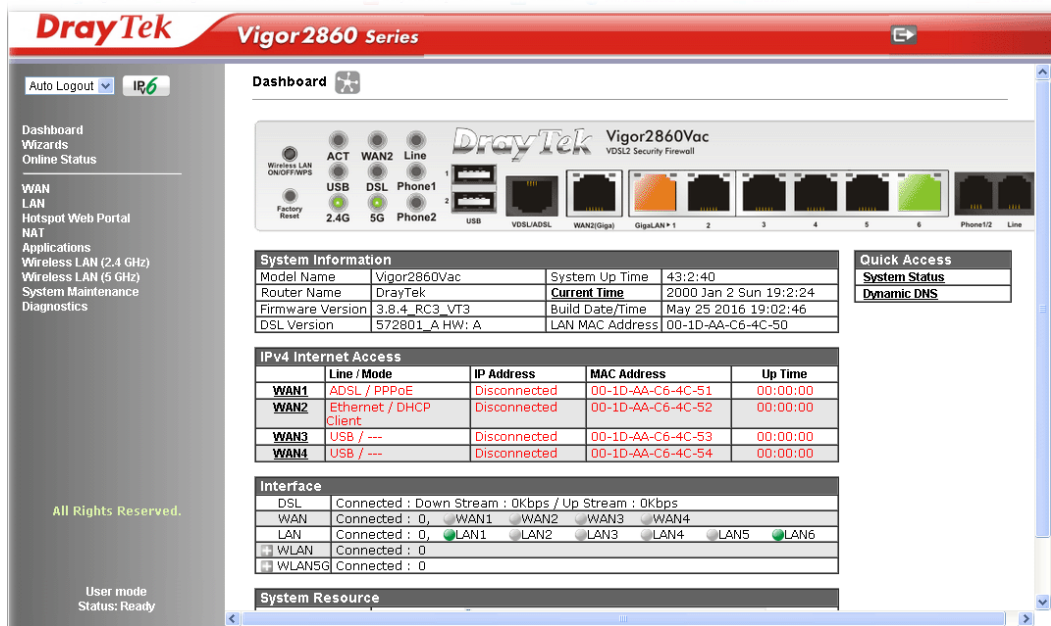 DrayTek
Vigor2860 Series
Auto Logout
IPv6
Dashboard
Wizards
Online Status
WAN
LAN
Hotspot Web Portal
NAT
Applications
Wireless LAN (2.4 GHz)
Wireless LAN (5 GHz)
System Maintenance
Diagnostics
All Rights Reserved.
User mode
Status: Ready
Dashboard
DrayTek
Vigor2860Vac
VDSL2 Security Firewall
Wireless LAN
ON/OFF/WPS
Factory
Reset
ACT WAN2 Line
USB DSL Phone1
2.4G 5G Phone2
1
2
USB VDSL/ADSL WAN2(Giga) GigaLAN 1 2 3 4 5 6 Phone1/2 Line
System Information
Model Name Vigor2860Vac System Up Time 43:2:40
Router Name DrayTek Current Time 2000 Jan 2 Sun 19:2:24
Firmware Version 3.8.4_RC3_VT3 Build Date/Time May 25 2016 19:02:46
DSL Version 572801_A HW: A LAN MAC Address 00-1D-AA-C6-4C-50
Quick Access
System Status
Dynamic DNS
IPv4 Internet Access
Line / Mode IP Address MAC Address Up Time
WAN1 ADSL / PPPoE Disconnected 00-1D-AA-C6-4C-51 00:00:00
WAN2 Ethernet / DHCP Client Disconnected 00-1D-AA-C6-4C-52 00:00:00
WAN3 USB / --- Disconnected 00-1D-AA-C6-4C-53 00:00:00
WAN4 USB / --- Disconnected 00-1D-AA-C6-4C-54 00:00:00
Interface
DSL Connected : Down Stream : 0Kbps / Up Stream : 0Kbps
WAN Connected : 0, WAN1 WAN2 WAN3 WAN4
LAN Connected : 0, LAN1 LAN2 LAN3 LAN4 LAN5 LAN6
WLAN Connected : 0
WLAN5G Connected : 0
System Resource